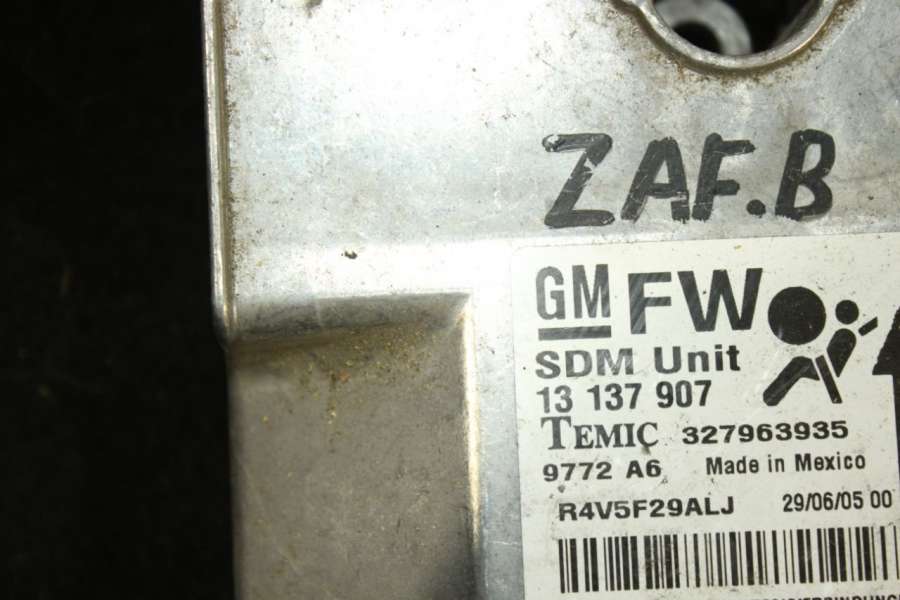 ZAF.B
GM FW
SDM Unit
13 137 907
TEMIC 327963935
9772 A6 Made in Mexico
R4V5F29ALJ 29/06/05 00